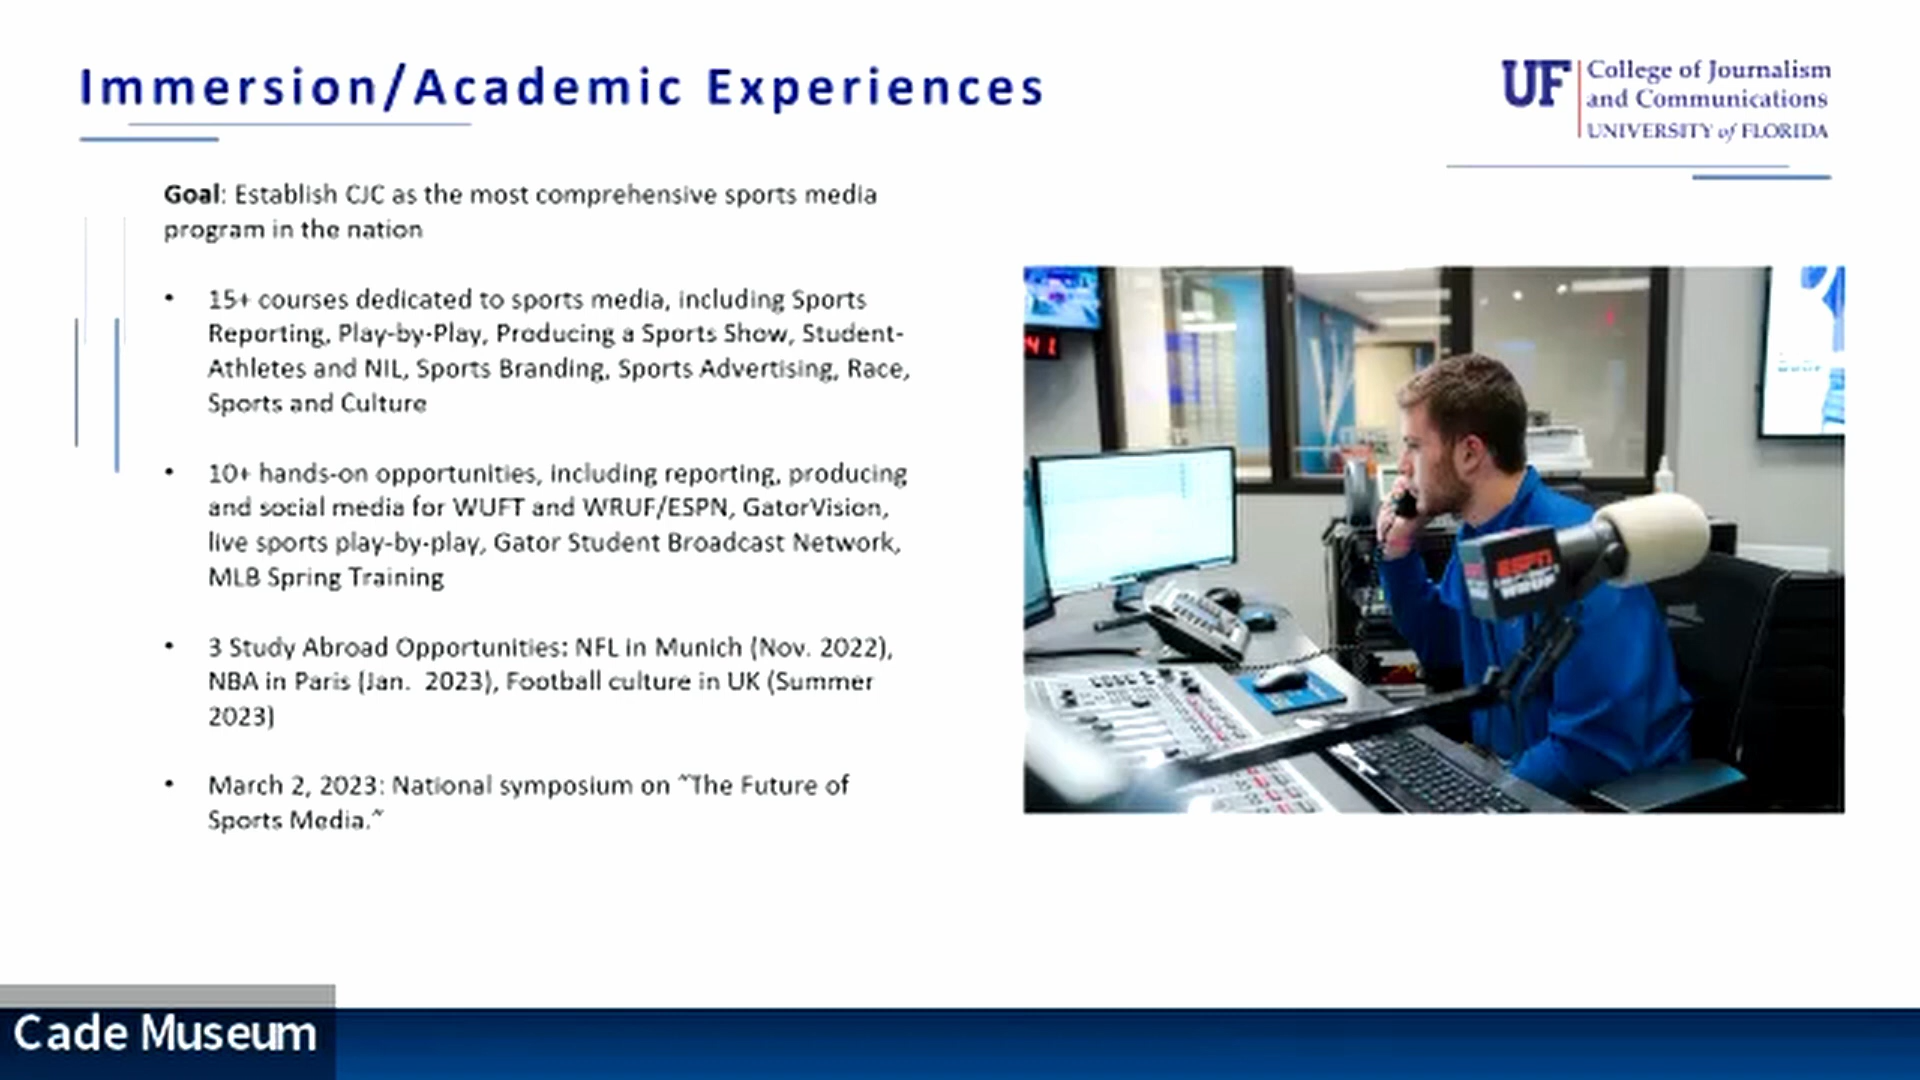 Immersion/Academic Experiences
UF
College of Journalism
and Communications
UNIVERSITY of FLORIDA
Goal: Establish CJC as the most comprehensive sports media
program in the nation
• 15+ courses dedicated to sports media, including Sports
Reporting, Play-by-Play, Producing a Sports Show, Student-
Athletes and NIL, Sports Branding, Sports Advertising, Race,
Sports and Culture
• 10+ hands-on opportunities, including reporting, producing
and social media for WUFT and WRUF/ESPN, GatorVision,
live sports play-by-play, Gator Student Broadcast Network,
MLB Spring Training
• 3 Study Abroad Opportunities: NFL in Munich (Nov. 2022),
NBA in Paris (Jan. 2023), Football culture in UK (Summer
2023)
• March 2, 2023: National symposium on "The Future of
Sports Media."
41
ESPN
WRUF
Cade Museum